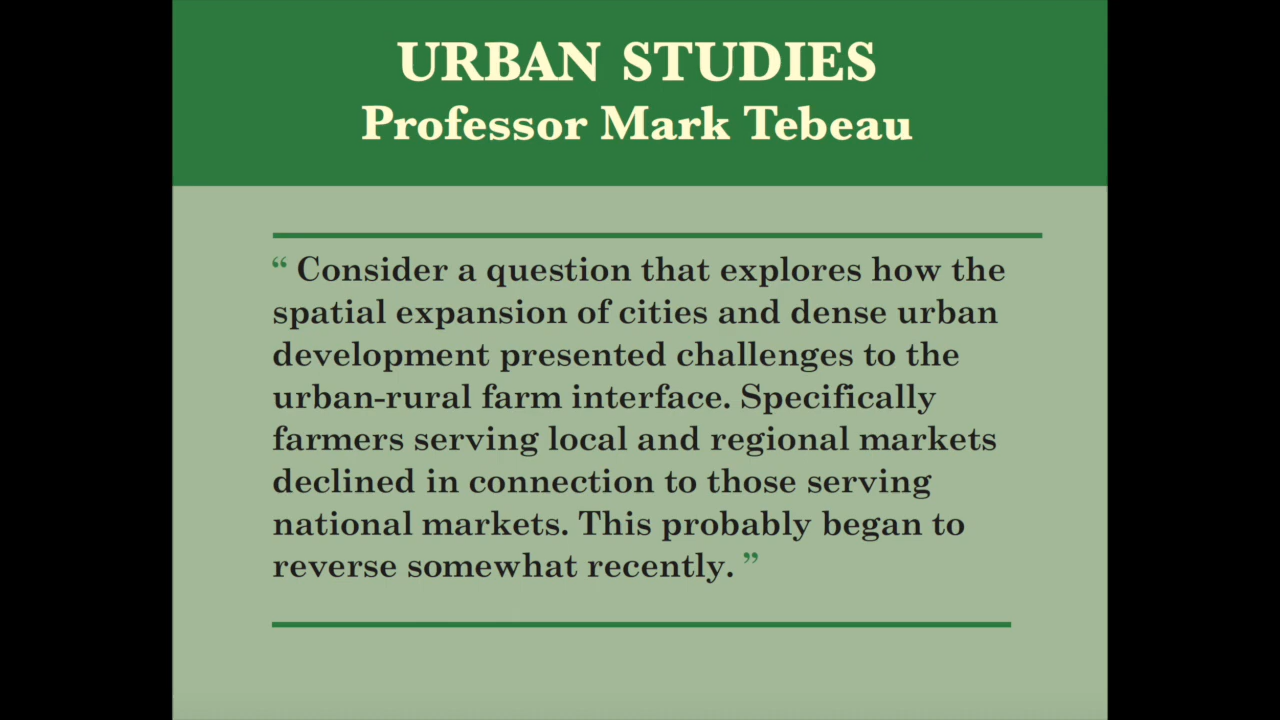 URBAN STUDIES
Professor Mark Tebeau
“ Consider a question that explores how the
spatial expansion of cities and dense urban
development presented challenges to the
urban-rural farm interface. Specifically
farmers serving local and regional markets
declined in connection to those serving
national markets. This probably began to
reverse somewhat recently. ”